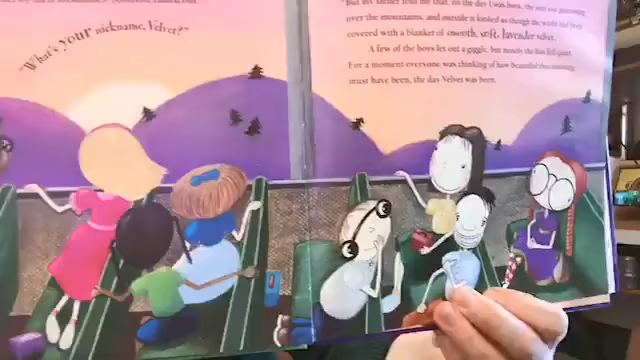 "What's your nickname, Velvet?"
"But my father told me that, on the day I was born, the sun was
over the mountains, and outside it looked as though the world had been
covered with a blanket of smooth, soft, lavender velvet.
A few of the boys let out a giggle, but mostly the bus fell quiet.
For a moment everyone was thinking of how beautiful that morning
must have been, the day Velvet was born.